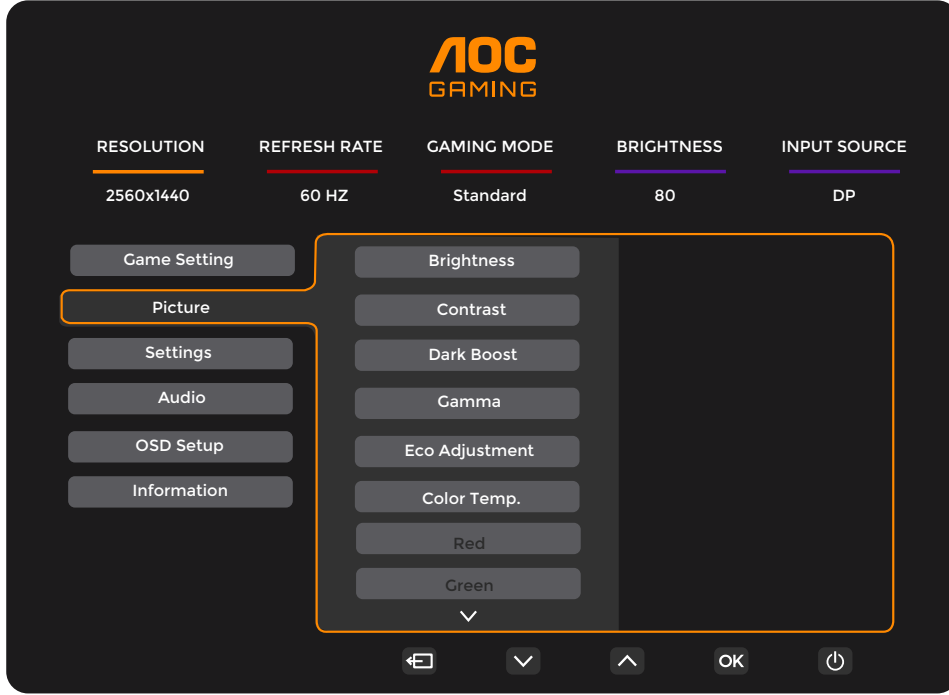 AOC
GAMING
RESOLUTION REFRESH RATE GAMING MODE BRIGHTNESS INPUT SOURCE
2560x1440 60 HZ Standard 80 DP
Game Setting
Picture
Settings
Audio
OSD Setup
Information
Brightness
Contrast
Dark Boost
Gamma
Eco Adjustment
Color Temp.
Red
Green
OK